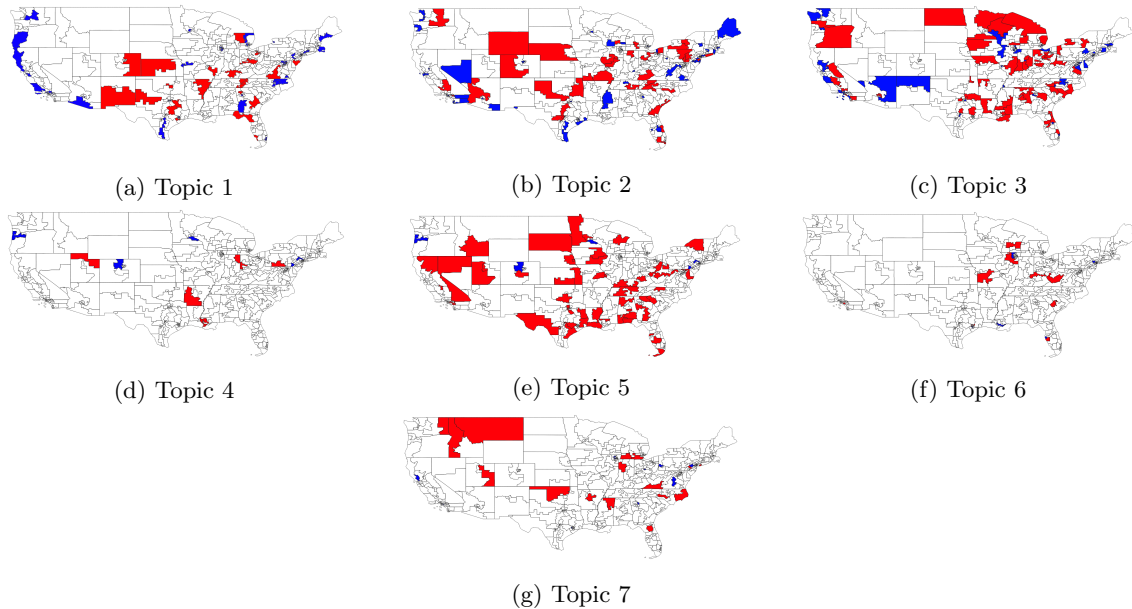 (a) Topic 1
(b) Topic 2
(c) Topic 3
(d) Topic 4
(e) Topic 5
(f) Topic 6
(g) Topic 7